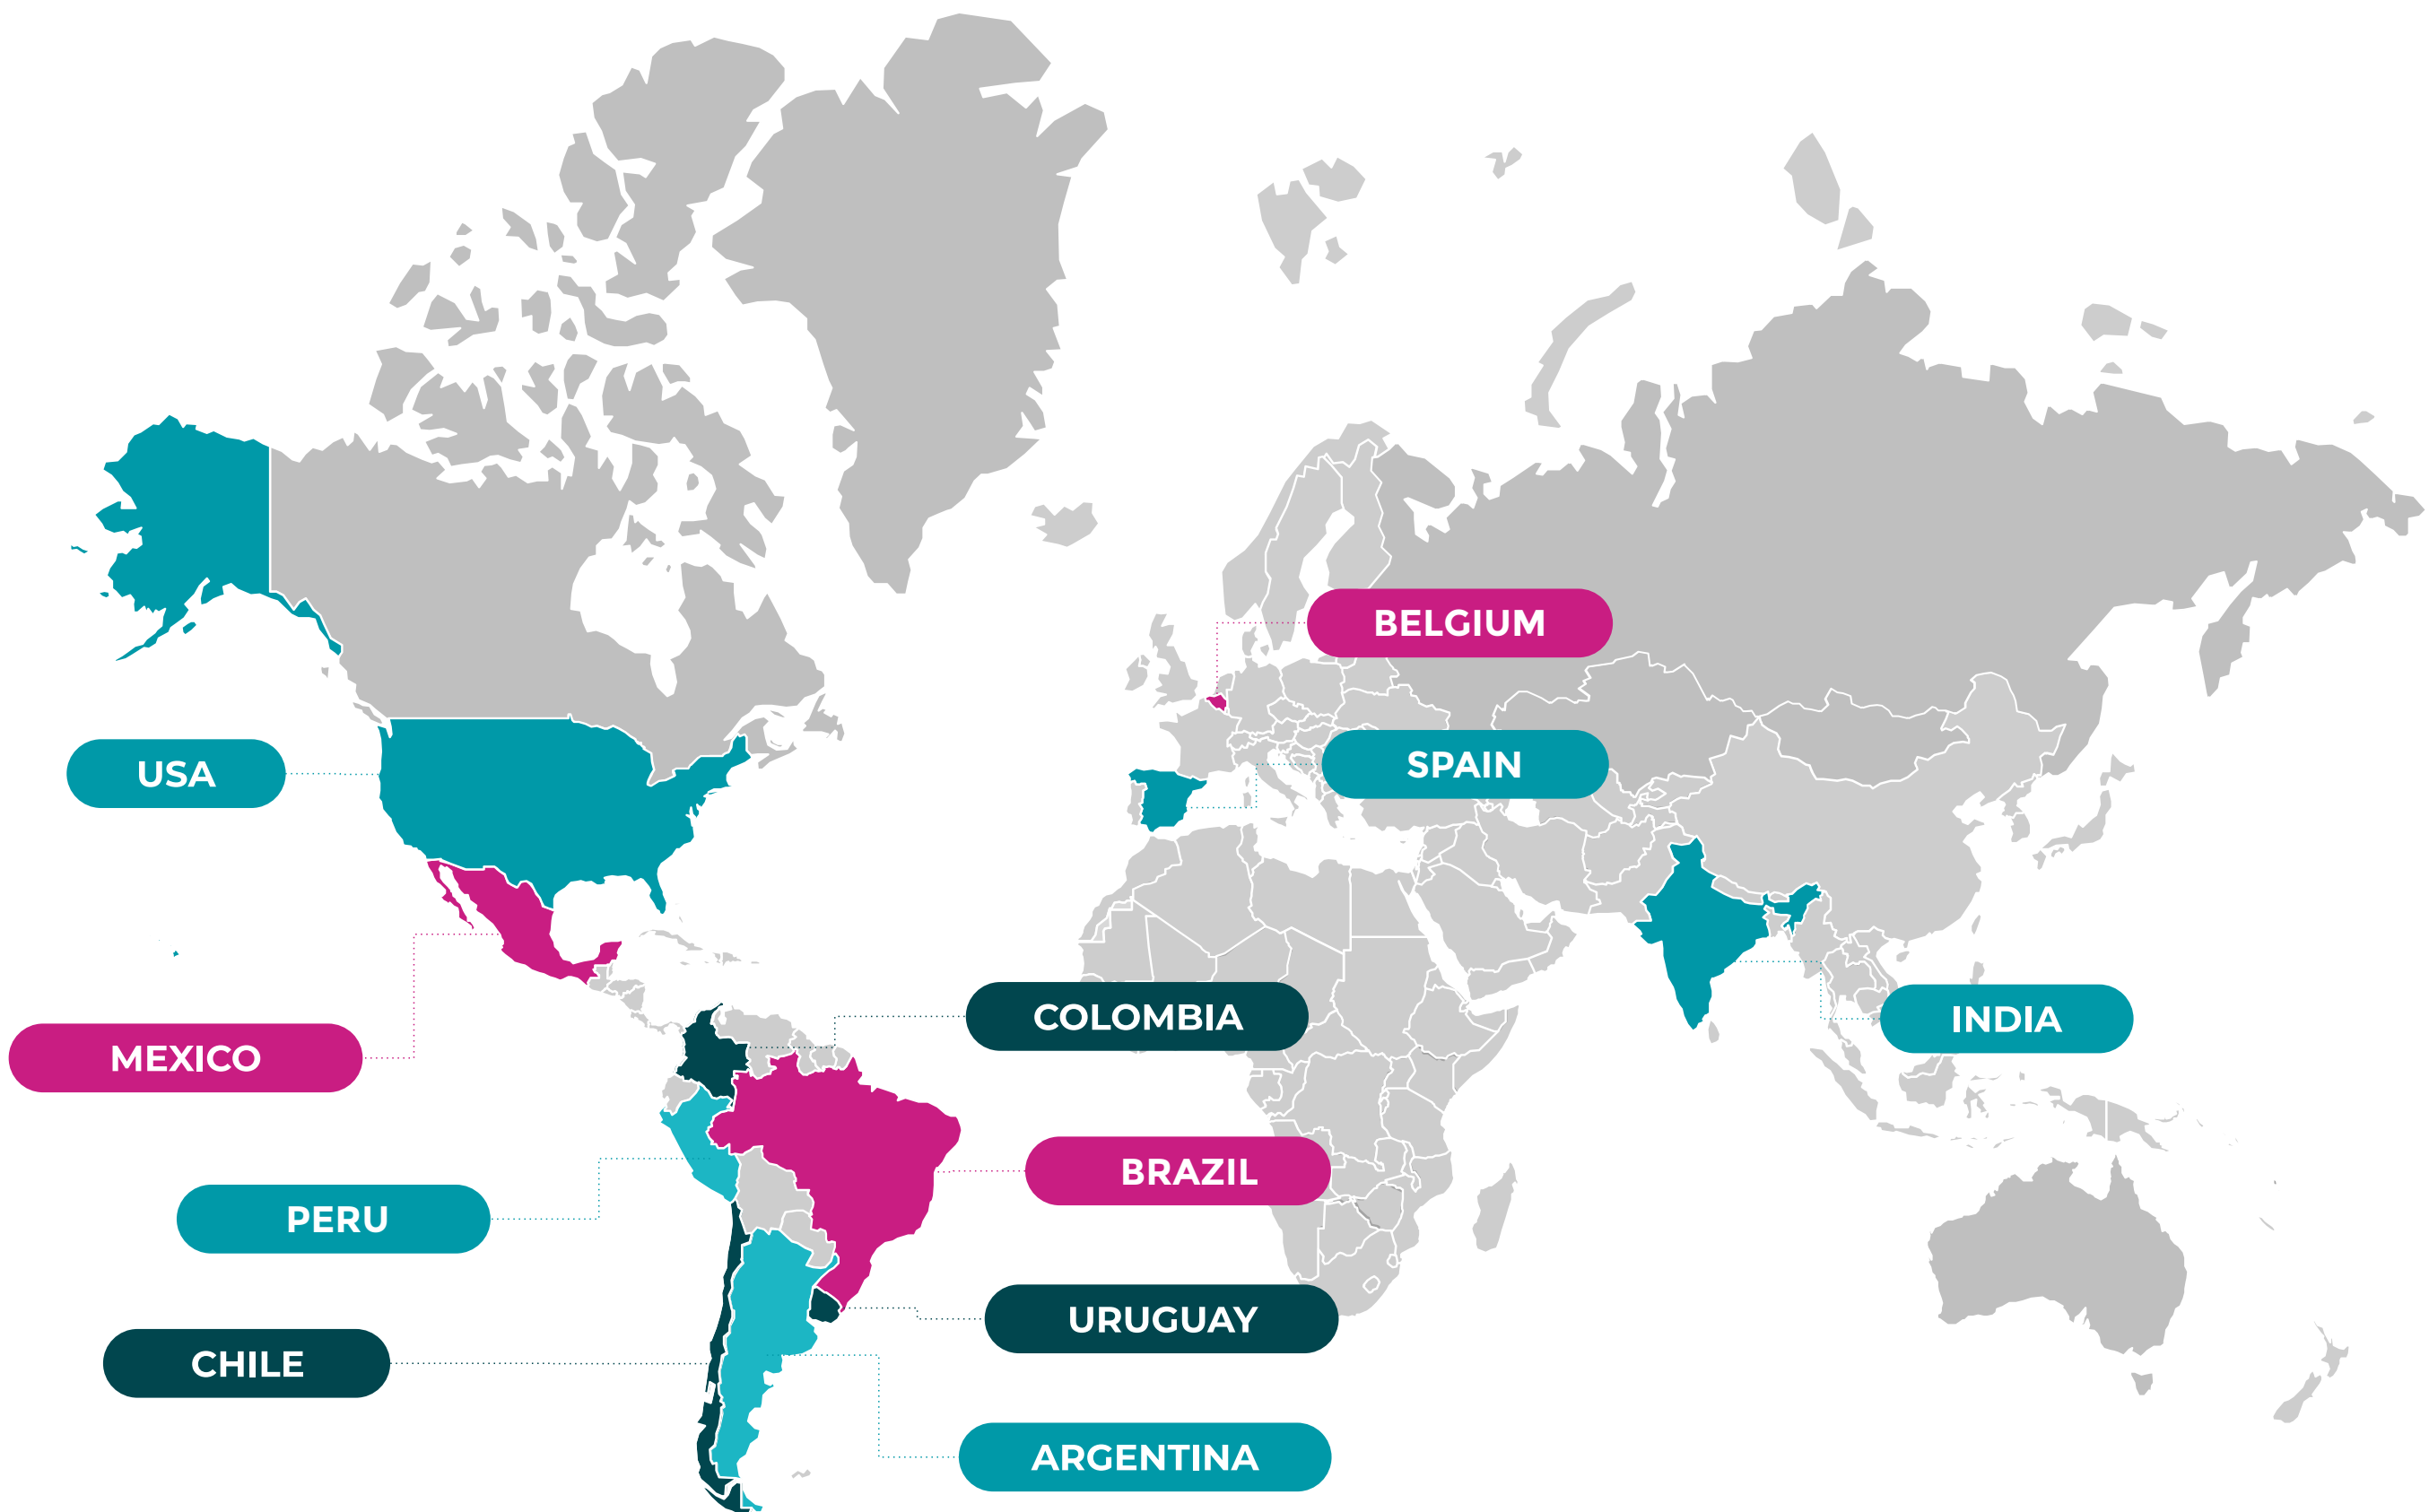 BELGIUM
USA
SPAIN
COLOMBIA
INDIA
MEXICO
BRAZIL
PERU
URUGUAY
CHILE
ARGENTINA